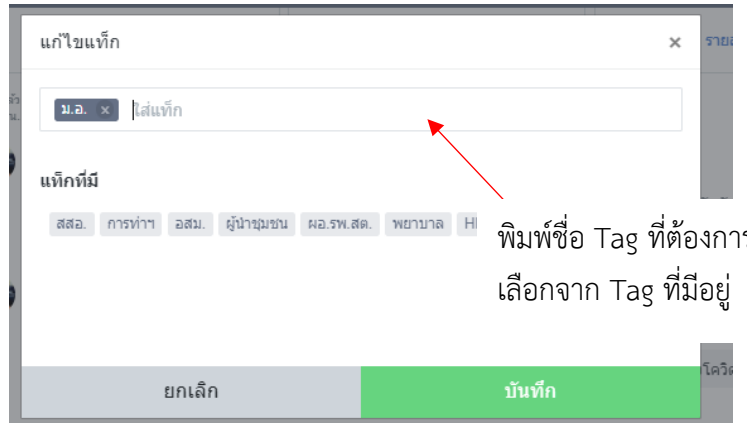 แก้ไขแท็ก ×
ม.อ. × ใส่แท็ก
แท็กที่มี
สสอ. การท่าฯ อสม. ผู้นำชุมชน ผอ.รพ.สต. พยาบาล
พิมพ์ชื่อ Tag ที่ต้องการ
เลือกจาก Tag ที่มีอยู่
ยกเลิก บันทึก